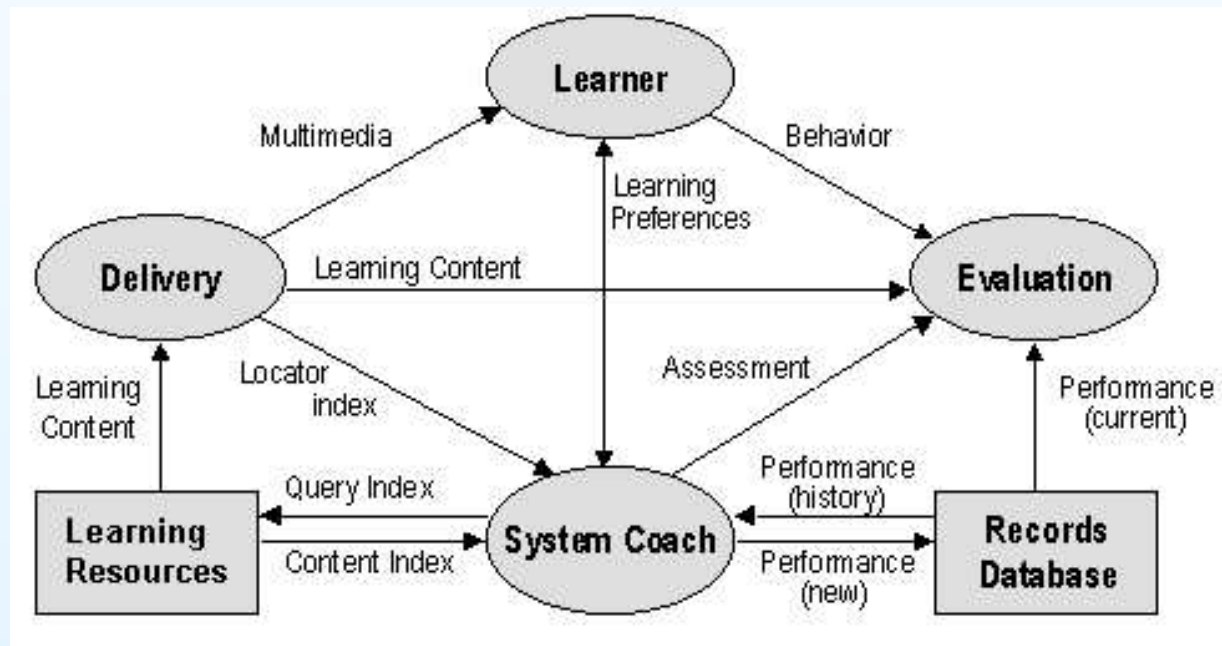 Learner
Multimedia
Behavior
Learning
Preferences
Delivery
Learning Content
Evaluation
Learning
Content
Locator
index
Assessment
Performance
(current)
Query Index
Performance
(history)
Learning
Resources
System Coach
Records
Database
Content Index
Performance
(new)